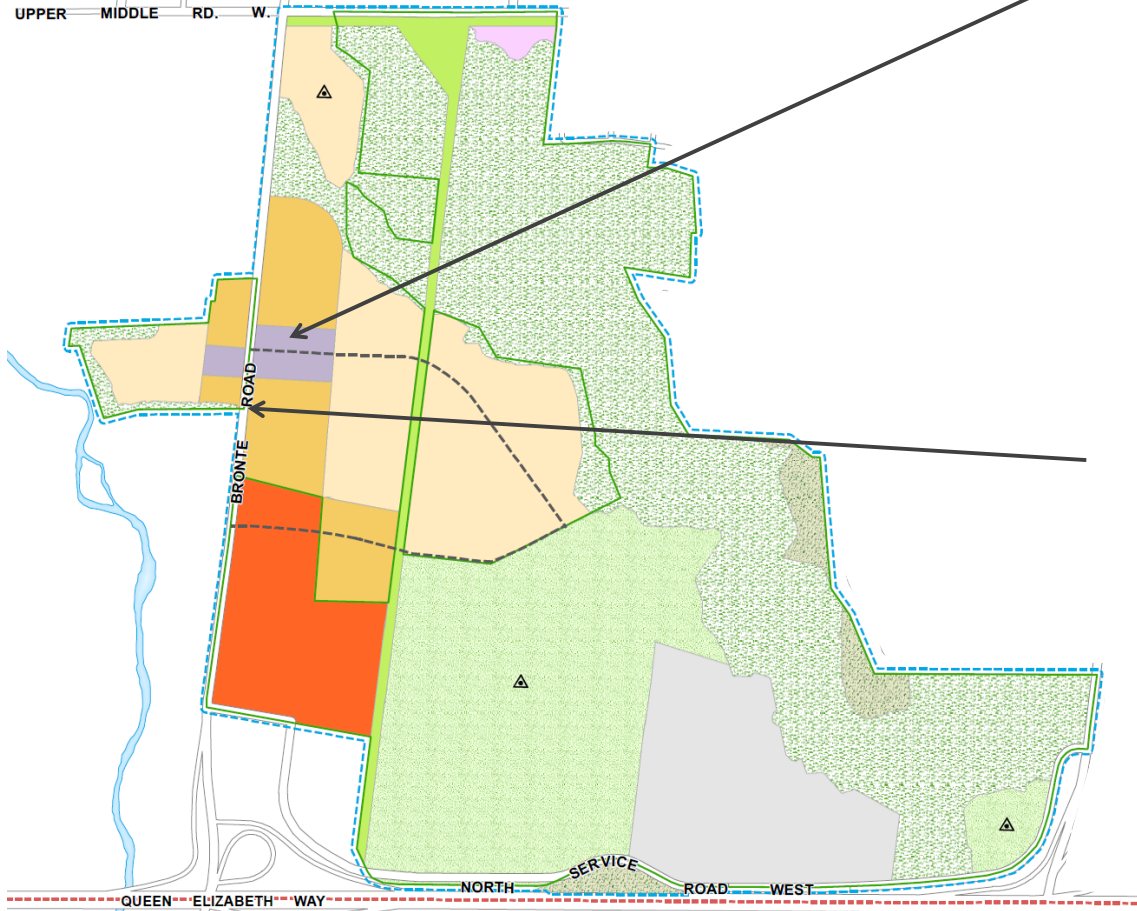 UPPER MIDDLE RD. W.
BRONTE ROAD
NORTH SERVICE ROAD WEST
QUEEN ELIZABETH WAY